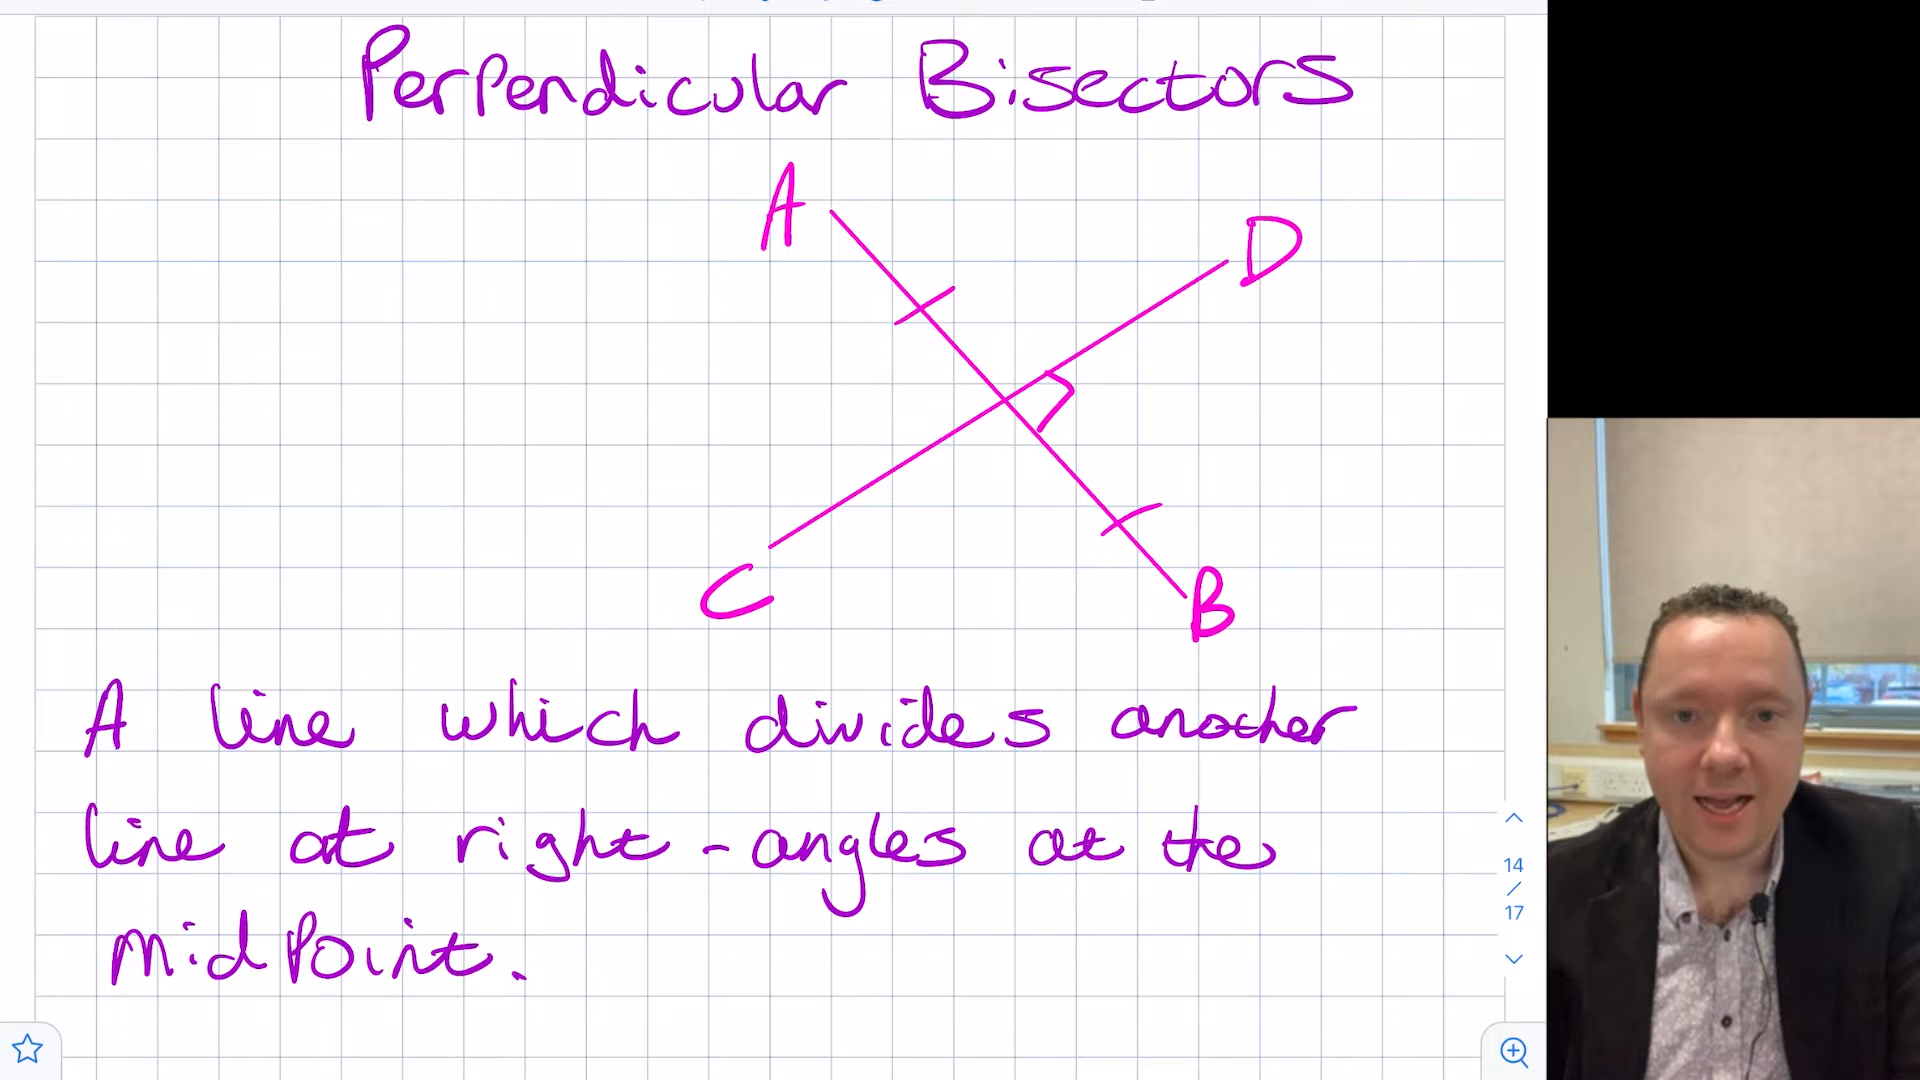 Perpendicular Bisectors
A
D
C
B
A line which divides another
line at right-angles at the
midpoint.
14
/
17